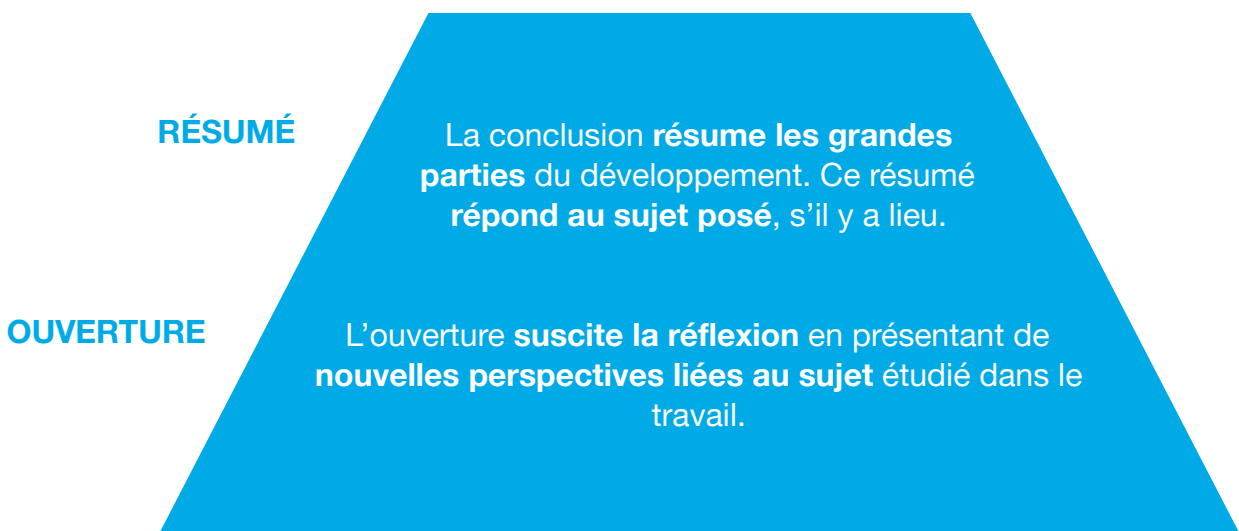 RÉSUMÉ
La conclusion résume les grandes
parties du développement. Ce résumé
répond au sujet posé, s’il y a lieu.
OUVERTURE
L’ouverture suscite la réflexion en présentant de
nouvelles perspectives liées au sujet étudié dans le
travail.